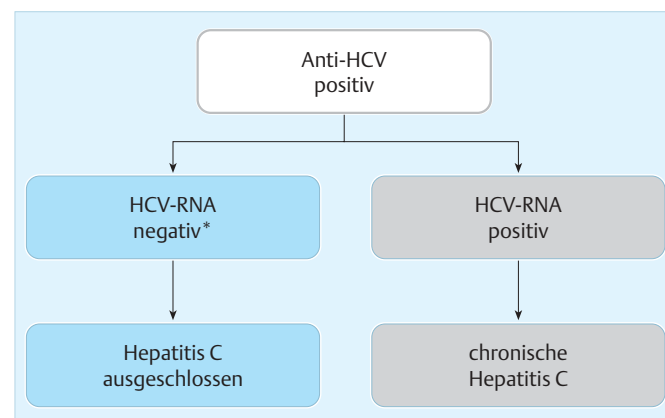 Anti-HCV
positiv
HCV-RNA
negativ*
HCV-RNA
positiv
Hepatitis C
ausgeschlossen
chronische
Hepatitis C